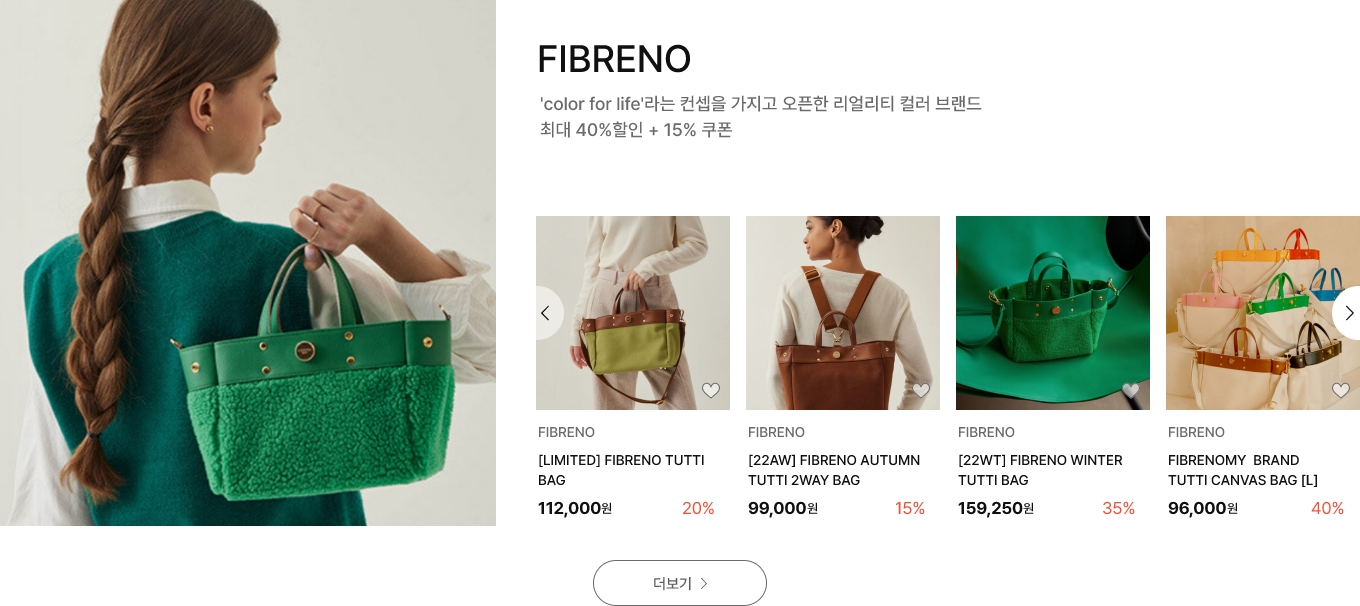 FIBRENO
'color for life'라는 컨셉을 가지고 오픈한 리얼리티 컬러 브랜드
최대 40%할인 + 15% 쿠폰
FIBRENO
[LIMITED] FIBRENO TUTTI
BAG
112,000원 20%
FIBRENO
[22AW] FIBRENO AUTUMN
TUTTI 2WAY BAG
99,000원 15%
FIBRENO
[22WT] FIBRENO WINTER
TUTTI BAG
159,250원 35%
FIBRENO
FIBRENOMY BRAND
TUTTI CANVAS BAG [L]
96,000원 40%
더보기